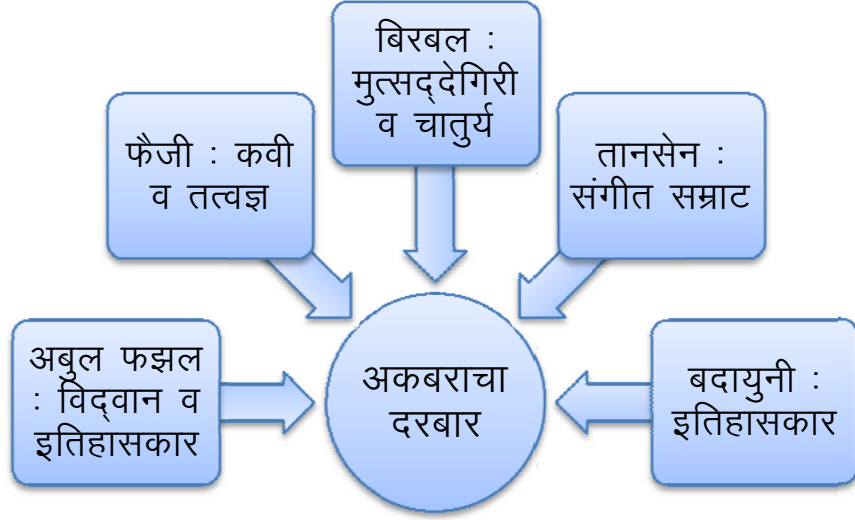 बिरबल :
मुत्सद्‌देगिरी
व चातुर्य
फैजी : कवी
व तत्वज्ञ
तानसेन :
संगीत सम्राट
अबुल फझल
: विद्‌वान व
इतिहासकार
अकबराचा
दरबार
बदायुनी :
इतिहासकार